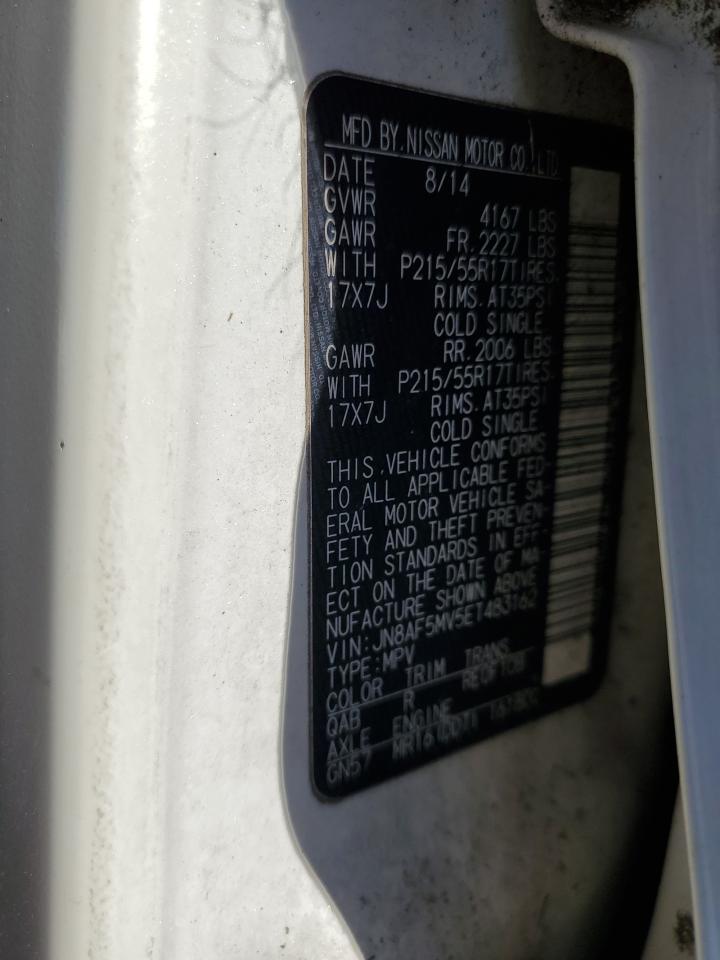 MFD BY. NISSAN MOTOR CO., LTD
DATE 8/14
GVWR 4167 LBS
GAWR FR. 2227 LBS
WITH P215/55R17TIRES.
17X7J RIMS. AT35PSI
COLD SINGLE
GAWR RR. 2006 LBS
WITH P215/55R17TIRES.
17X7J RIMS. AT35PSI
COLD SINGLE
THIS VEHICLE CONFORMS
TO ALL APPLICABLE FED-
ERAL MOTOR VEHICLE SA-
FETY AND THEFT PREVEN-
TION STANDARDS IN EFF-
ECT ON THE DATE OF MA-
NUFACTURE SHOWN ABOVE
VIN: JN8AF5MV5ET483162
TYPE: MPV
COLOR TRIM TRANS
QAB R
AXLE ENGINE
GN57 MR16(DDT)